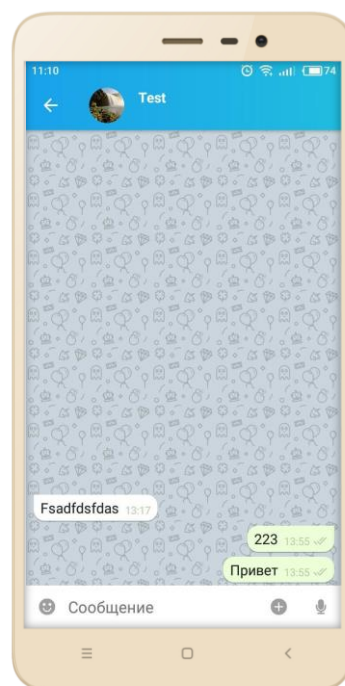 11:10
74
Test
Fsadfdsfdas 13:17
223 13:55
Привет 13:55
Сообщение